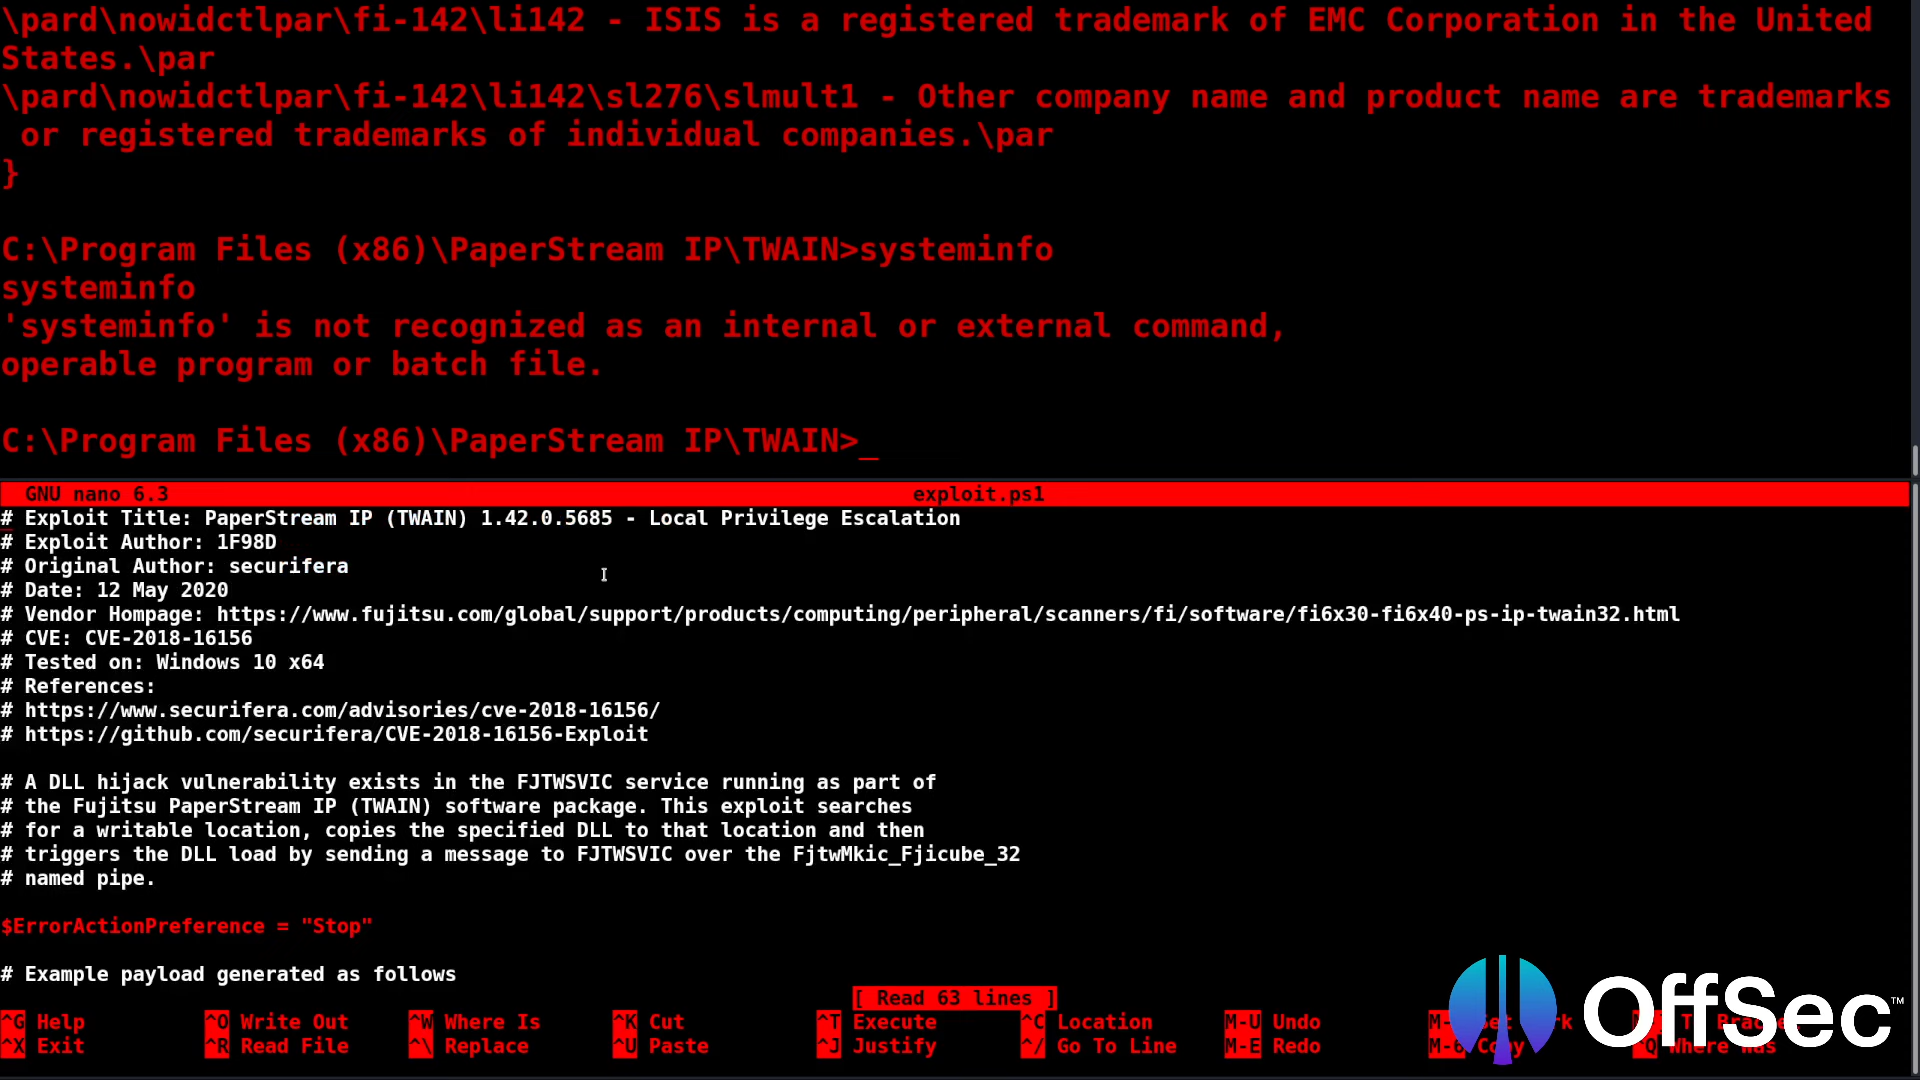 \pard\nowidctlpar\fi-142\li142 - ISIS is a registered trademark of EMC Corporation in the United
States.\par
\pard\nowidctlpar\fi-142\li142\sl276\slmult1 - Other company name and product name are trademarks
 or registered trademarks of individual companies.\par
}
C:\Program Files (x86)\PaperStream IP\TWAIN>systeminfo
systeminfo
'systeminfo' is not recognized as an internal or external command,
operable program or batch file.
C:\Program Files (x86)\PaperStream IP\TWAIN>_
GNU nano 6.3 exploit.ps1
# Exploit Title: PaperStream IP (TWAIN) 1.42.0.5685 - Local Privilege Escalation
# Exploit Author: 1F98D
# Original Author: securifera
# Date: 12 May 2020
# Vendor Hompage: https://www.fujitsu.com/global/support/products/computing/peripheral/scanners/fi/software/fi6x30-fi6x40-ps-ip-twain32.html
# CVE: CVE-2018-16156
# Tested on: Windows 10 x64
# References:
# https://www.securifera.com/advisories/cve-2018-16156/
# https://github.com/securifera/CVE-2018-16156-Exploit
# A DLL hijack vulnerability exists in the FJTWSVIC service running as part of
# the Fujitsu PaperStream IP (TWAIN) software package. This exploit searches
# for a writable location, copies the specified DLL to that location and then
# triggers the DLL load by sending a message to FJTWSVIC over the FjtwMkic_Fjicube_32
# named pipe.
$ErrorActionPreference = "Stop"
# Example payload generated as follows
[ Read 63 lines ]
^G Help ^O Write Out ^W Where Is ^K Cut ^T Execute ^C Location M-U Undo
^X Exit ^R Read File ^\ Replace ^U Paste ^J Justify ^/ Go To Line M-E Redo M-6 Copy ^Q Where Was
OffSec™